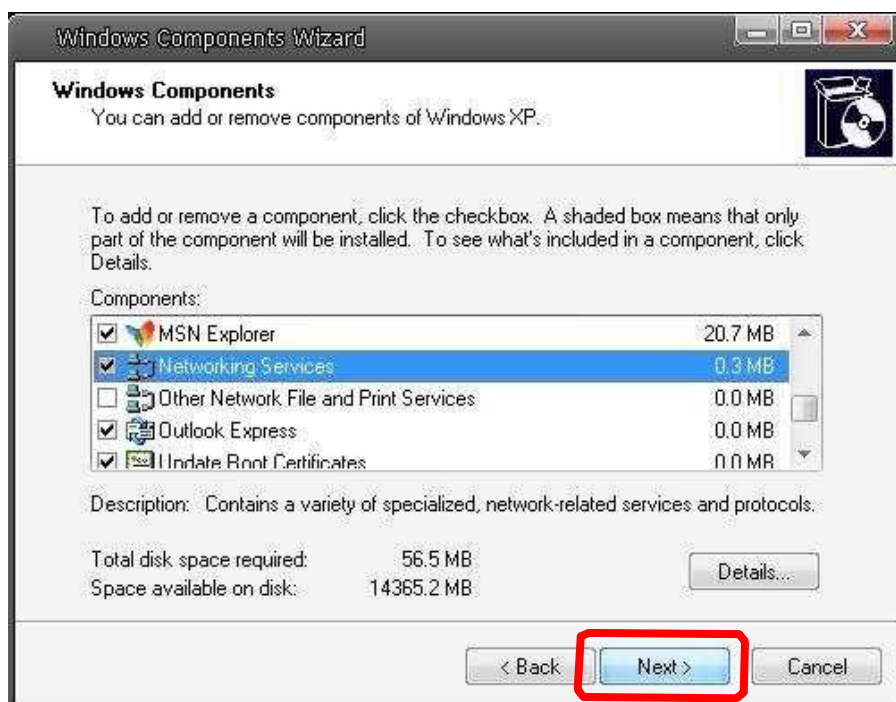 Windows Components Wizard
Windows Components
You can add or remove components of Windows XP.
To add or remove a component, click the checkbox. A shaded box means that only
part of the component will be installed. To see what's included in a component, click
Details.
Components:
MSN Explorer 20.7 MB
Networking Services 0.3 MB
Other Network File and Print Services 0.0 MB
Outlook Express 0.0 MB
Update Root Certificates 0.0 MB
Description: Contains a variety of specialized, network-related services and protocols.
Total disk space required: 56.5 MB
Space available on disk: 14365.2 MB
Details...
< Back Next > Cancel